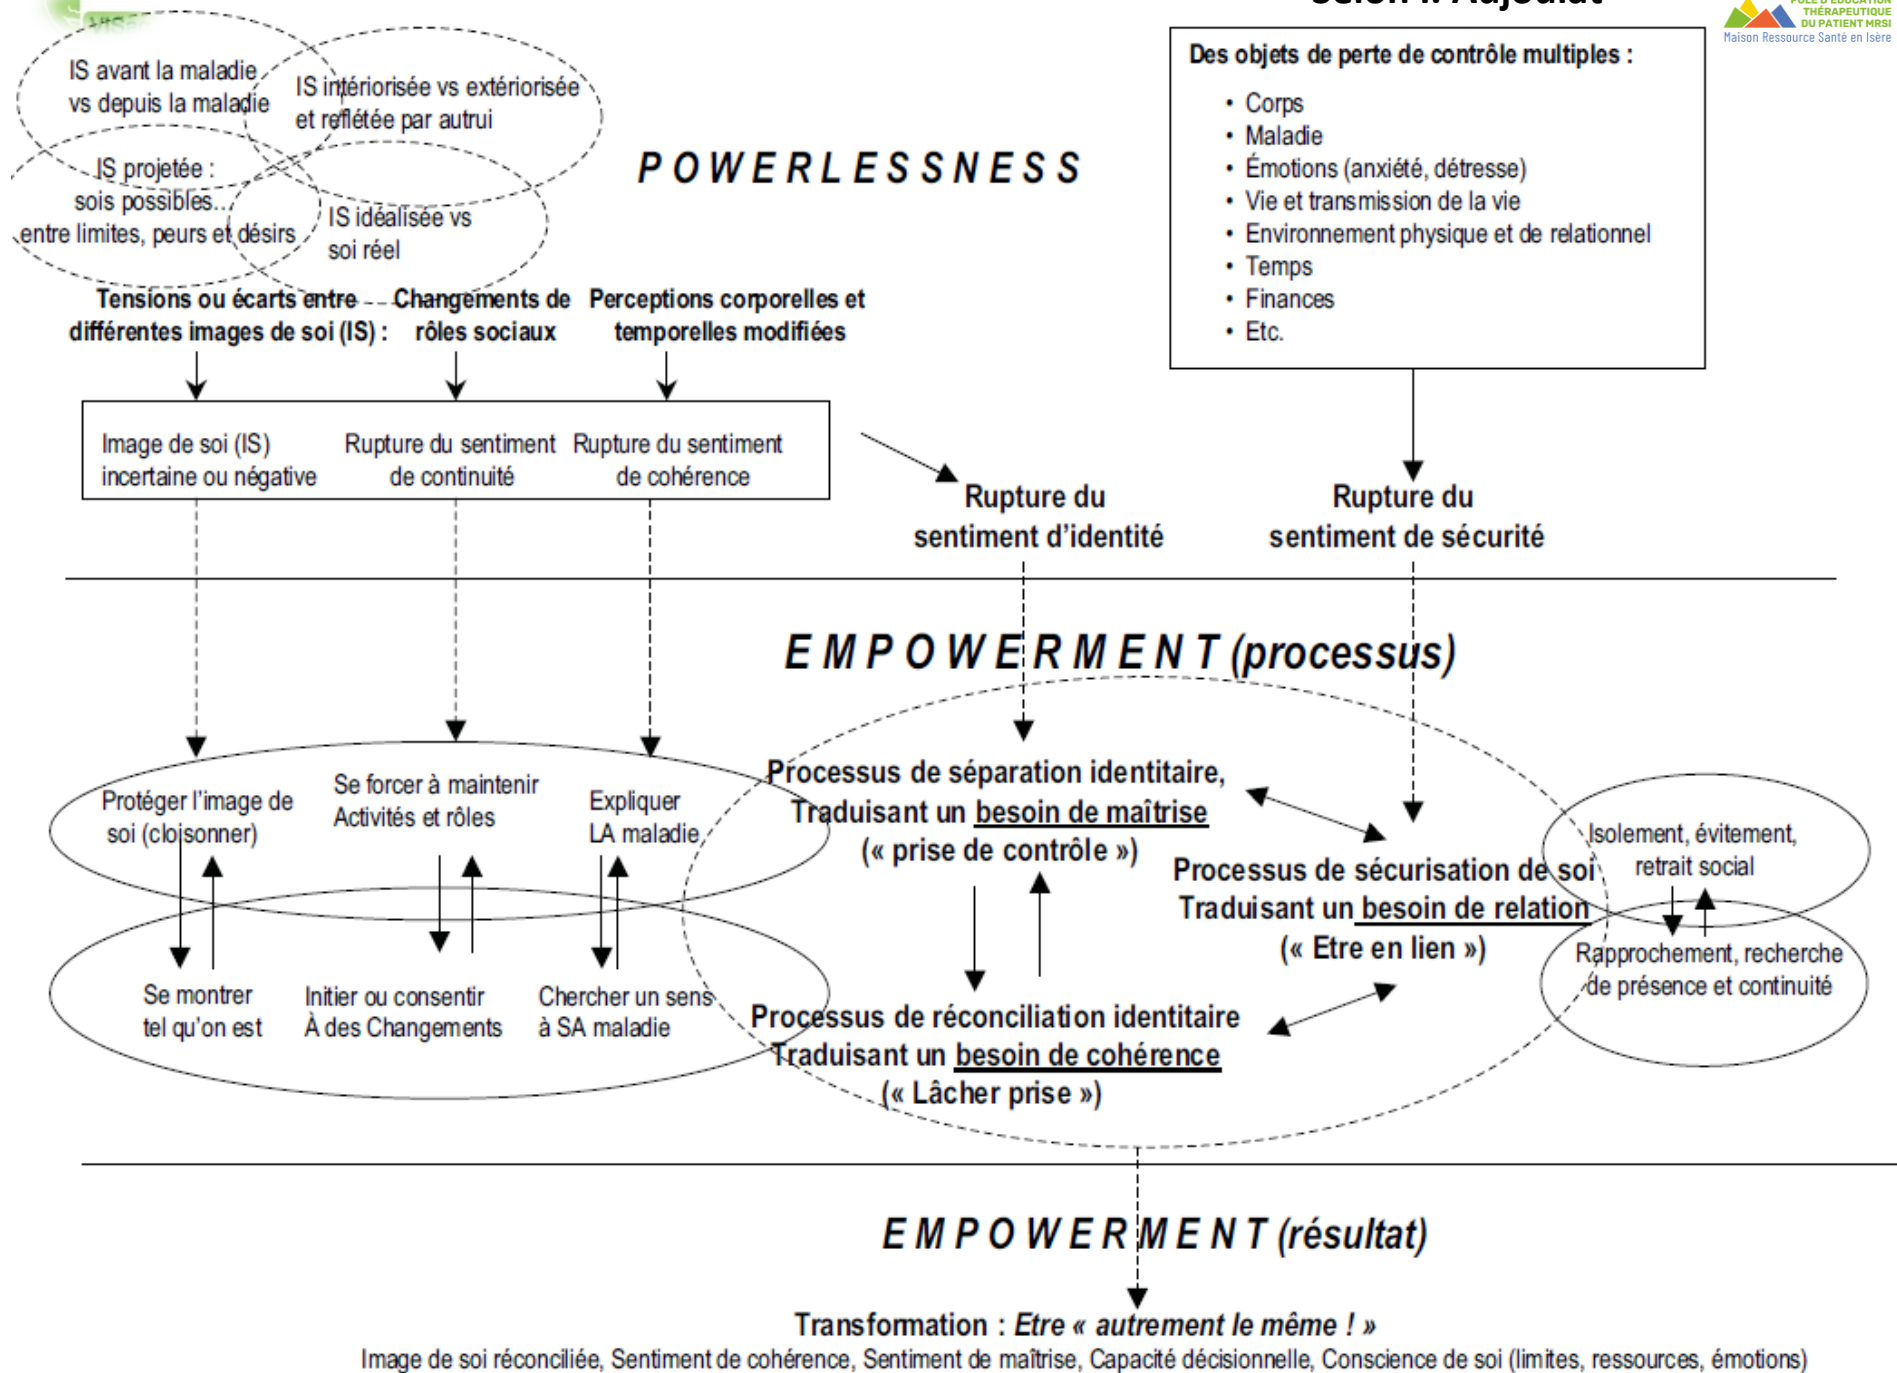 selon I. Aujoulat
PÔLE D'ÉDUCATION
THÉRAPEUTIQUE
DU PATIENT MRSI
Maison Ressource Santé en Isère
IS avant la maladie
vs depuis la maladie
IS intériorisée vs extériorisée
et reflétée par autrui
IS projetée :
sois possibles...
entre limites, peurs et désirs
IS idéalisée vs
soi réel
POWERLESSNESS
Des objets de perte de contrôle multiples :
• Corps
• Maladie
• Émotions (anxiété, détresse)
• Vie et transmission de la vie
• Environnement physique et de relationnel
• Temps
• Finances
• Etc.
Tensions ou écarts entre
différentes images de soi (IS) :
Changements de
rôles sociaux
Perceptions corporelles et
temporelles modifiées
Image de soi (IS)
incertaine ou négative
Rupture du sentiment
de continuité
Rupture du sentiment
de cohérence
Rupture du
sentiment d'identité
Rupture du
sentiment de sécurité
EMPOWERMENT (processus)
Protéger l'image de
soi (cloisonner)
Se forcer à maintenir
Activités et rôles
Expliquer
LA maladie
Processus de séparation identitaire,
Traduisant un besoin de maîtrise
(« prise de contrôle »)
Processus de sécurisation de soi
Traduisant un besoin de relation
(« Etre en lien »)
Isolement, évitement,
retrait social
Rapprochement, recherche
de présence et continuité
Se montrer
tel qu'on est
Initier ou consentir
À des Changements
Chercher un sens
à SA maladie
Processus de réconciliation identitaire
Traduisant un besoin de cohérence
(« Lâcher prise »)
EMPOWERMENT (résultat)
Transformation : Etre « autrement le même ! »
Image de soi réconciliée, Sentiment de cohérence, Sentiment de maîtrise, Capacité décisionnelle, Conscience de soi (limites, ressources, émotions)